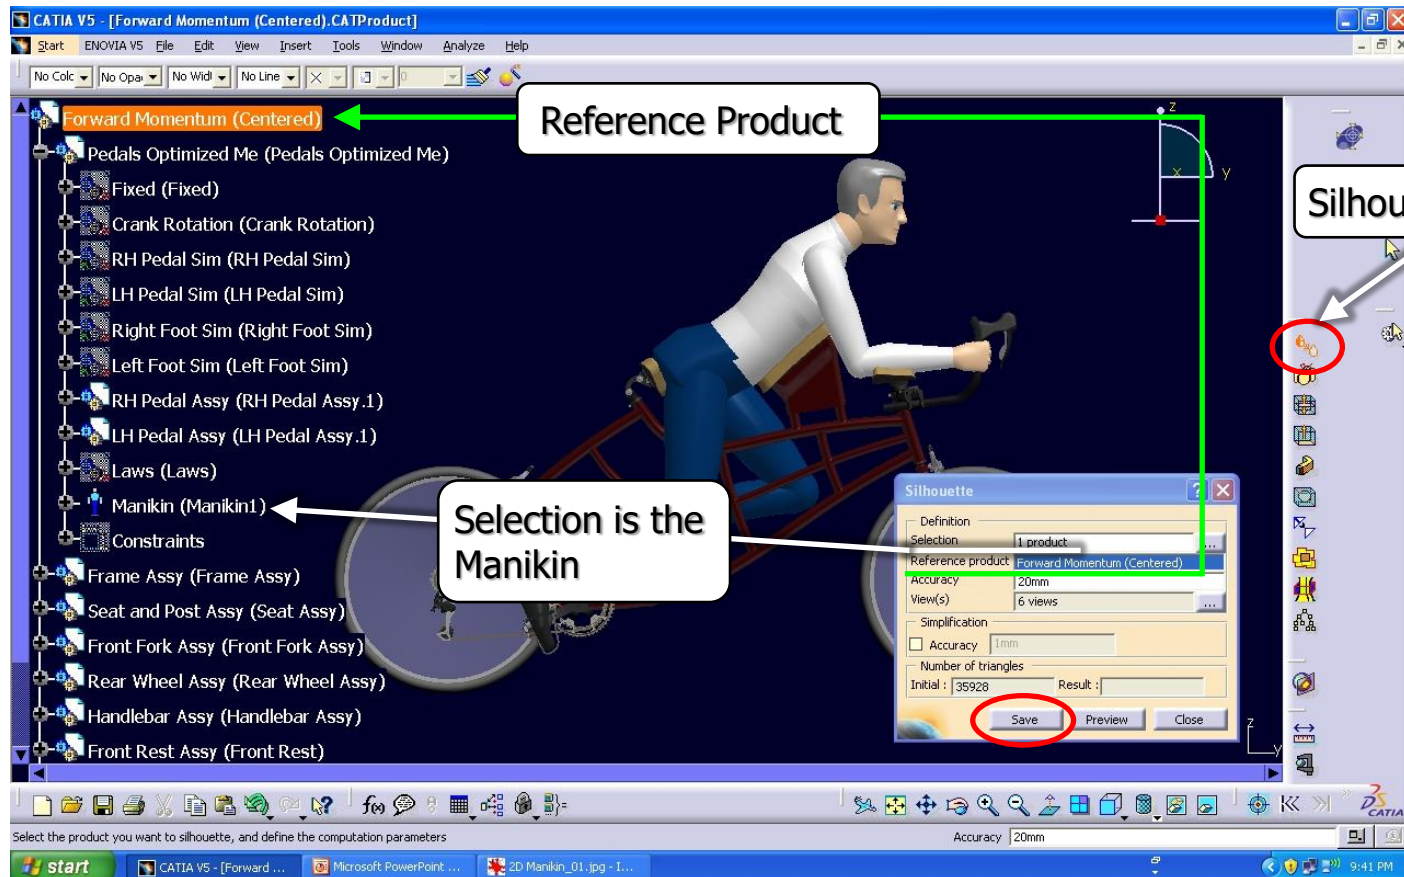 CATIA V5 - [Forward Momentum (Centered).CATProduct]
Start ENOVIA V5 File Edit View Insert Tools Window Analyze Help
No Colc No Opa No Widl No Line 0
Reference Product
Forward Momentum (Centered)
Pedals Optimized Me (Pedals Optimized Me)
Fixed (Fixed)
Crank Rotation (Crank Rotation)
RH Pedal Sim (RH Pedal Sim)
LH Pedal Sim (LH Pedal Sim)
Right Foot Sim (Right Foot Sim)
Left Foot Sim (Left Foot Sim)
RH Pedal Assy (RH Pedal Assy.1)
LH Pedal Assy (LH Pedal Assy.1)
Laws (Laws)
Manikin (Manikin1)
Constraints
Frame Assy (Frame Assy)
Seat and Post Assy (Seat Assy)
Front Fork Assy (Front Fork Assy)
Rear Wheel Assy (Rear Wheel Assy)
Handlebar Assy (Handlebar Assy)
Front Rest Assy (Front Rest)
z
x y
Silhou
Selection is the
Manikin
Silhouette
Definition
Selection 1 product ...
Reference product Forward Momentum (Centered)
Accuracy 20mm
View(s) 6 views ...
Simplification
Accuracy 1mm
Number of triangles
Initial : 35928 Result :
Save Preview Close
z
y
f(x)
CATIA
Select the product you want to silhouette, and define the computation parameters
Accuracy 20mm
start CATIA V5 - [Forward ... Microsoft PowerPoint ... 2D Manikin_01.jpg - I... 9:41 PM